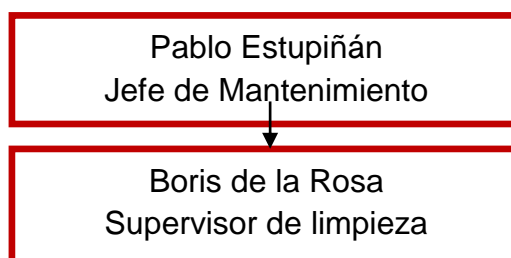 Pablo Estupiñán
Jefe de Mantenimiento
Boris de la Rosa
Supervisor de limpieza